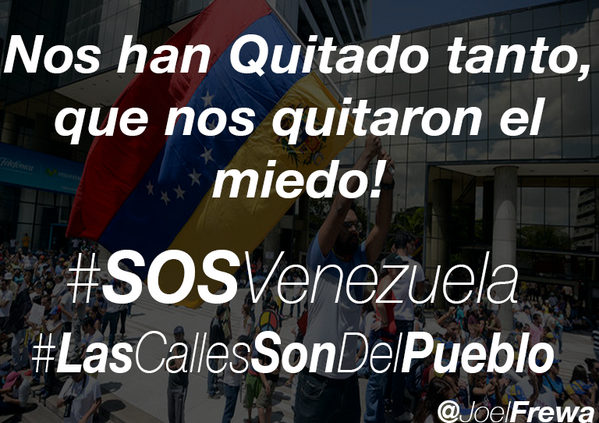 Nos han Quitado tanto,
que nos quitaron el
miedo!
#SOSVenezuela
#LasCallesSonDelPueblo
@JoelFrewa